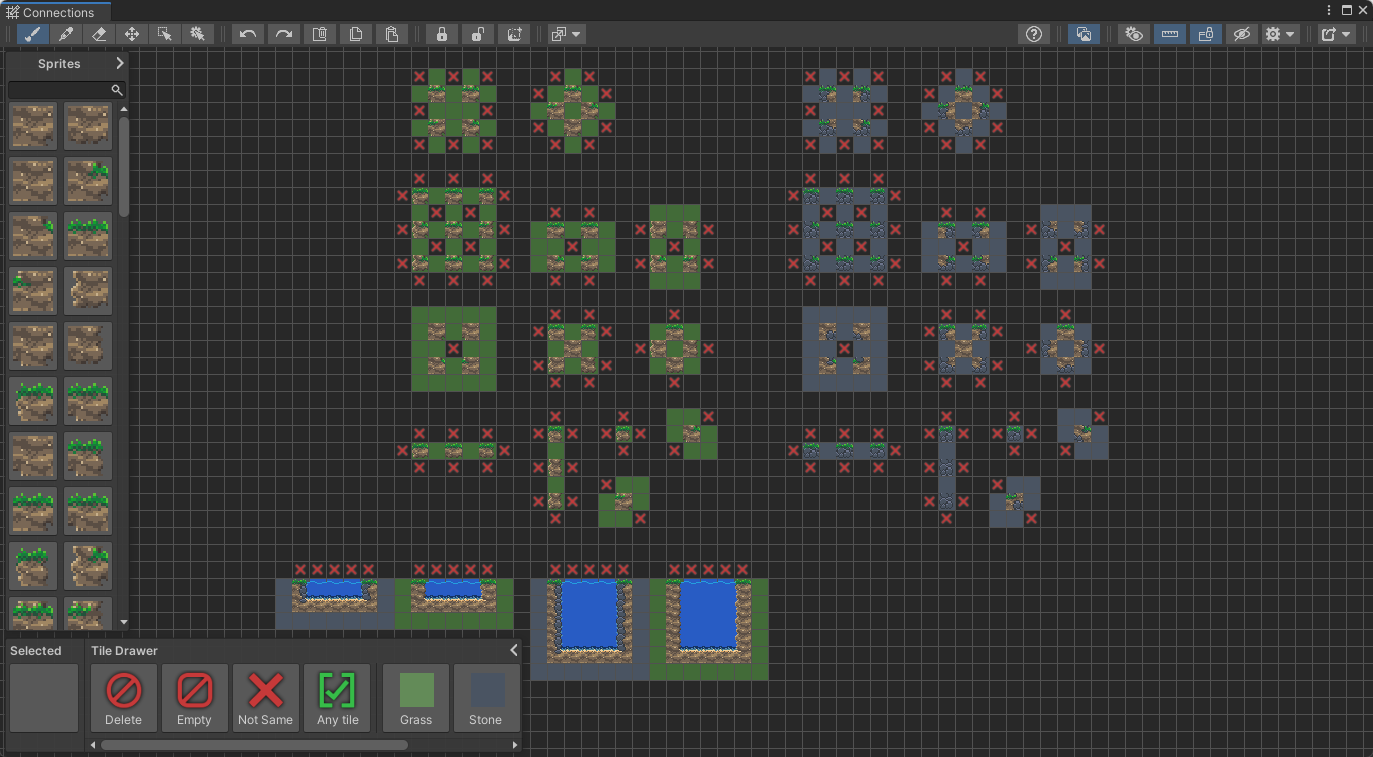 Connections
Sprites
Selected
Tile Drawer
Delete
Empty
Not Same
Any tile
Grass
Stone